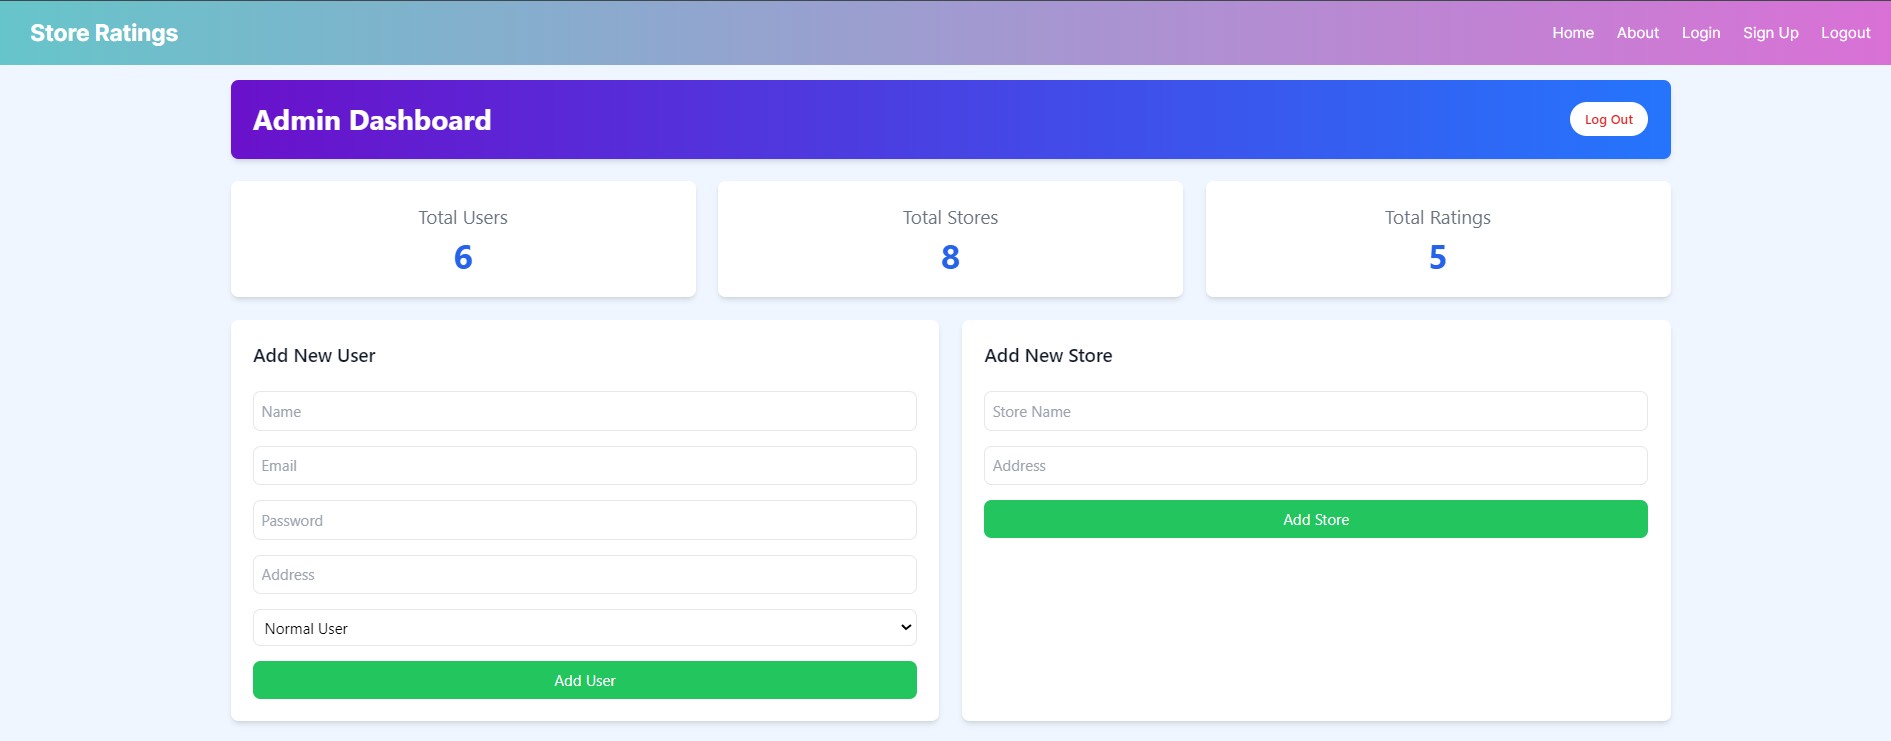 Store Ratings
Home About Login Sign Up Logout
Admin Dashboard
Log Out
Total Users
6
Total Stores
8
Total Ratings
5
Add New User
Name
Email
Password
Address
Normal User
Add User
Add New Store
Store Name
Address
Add Store